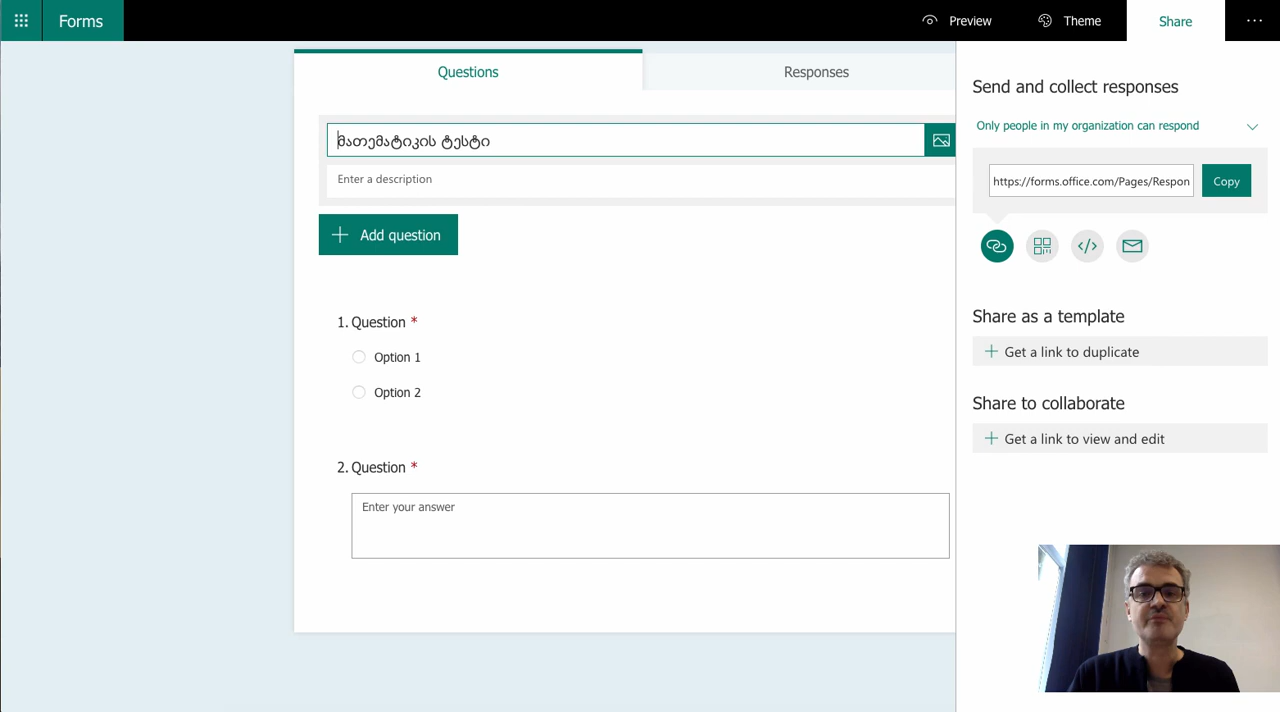 Forms
Preview
Theme
Share
Questions
Responses
მათემატიკის ტესტი
Enter a description
Add question
1. Question *
Option 1
Option 2
2. Question *
Enter your answer
Send and collect responses
Only people in my organization can respond
https://forms.office.com/Pages/Respon
Copy
Share as a template
Get a link to duplicate
Share to collaborate
Get a link to view and edit